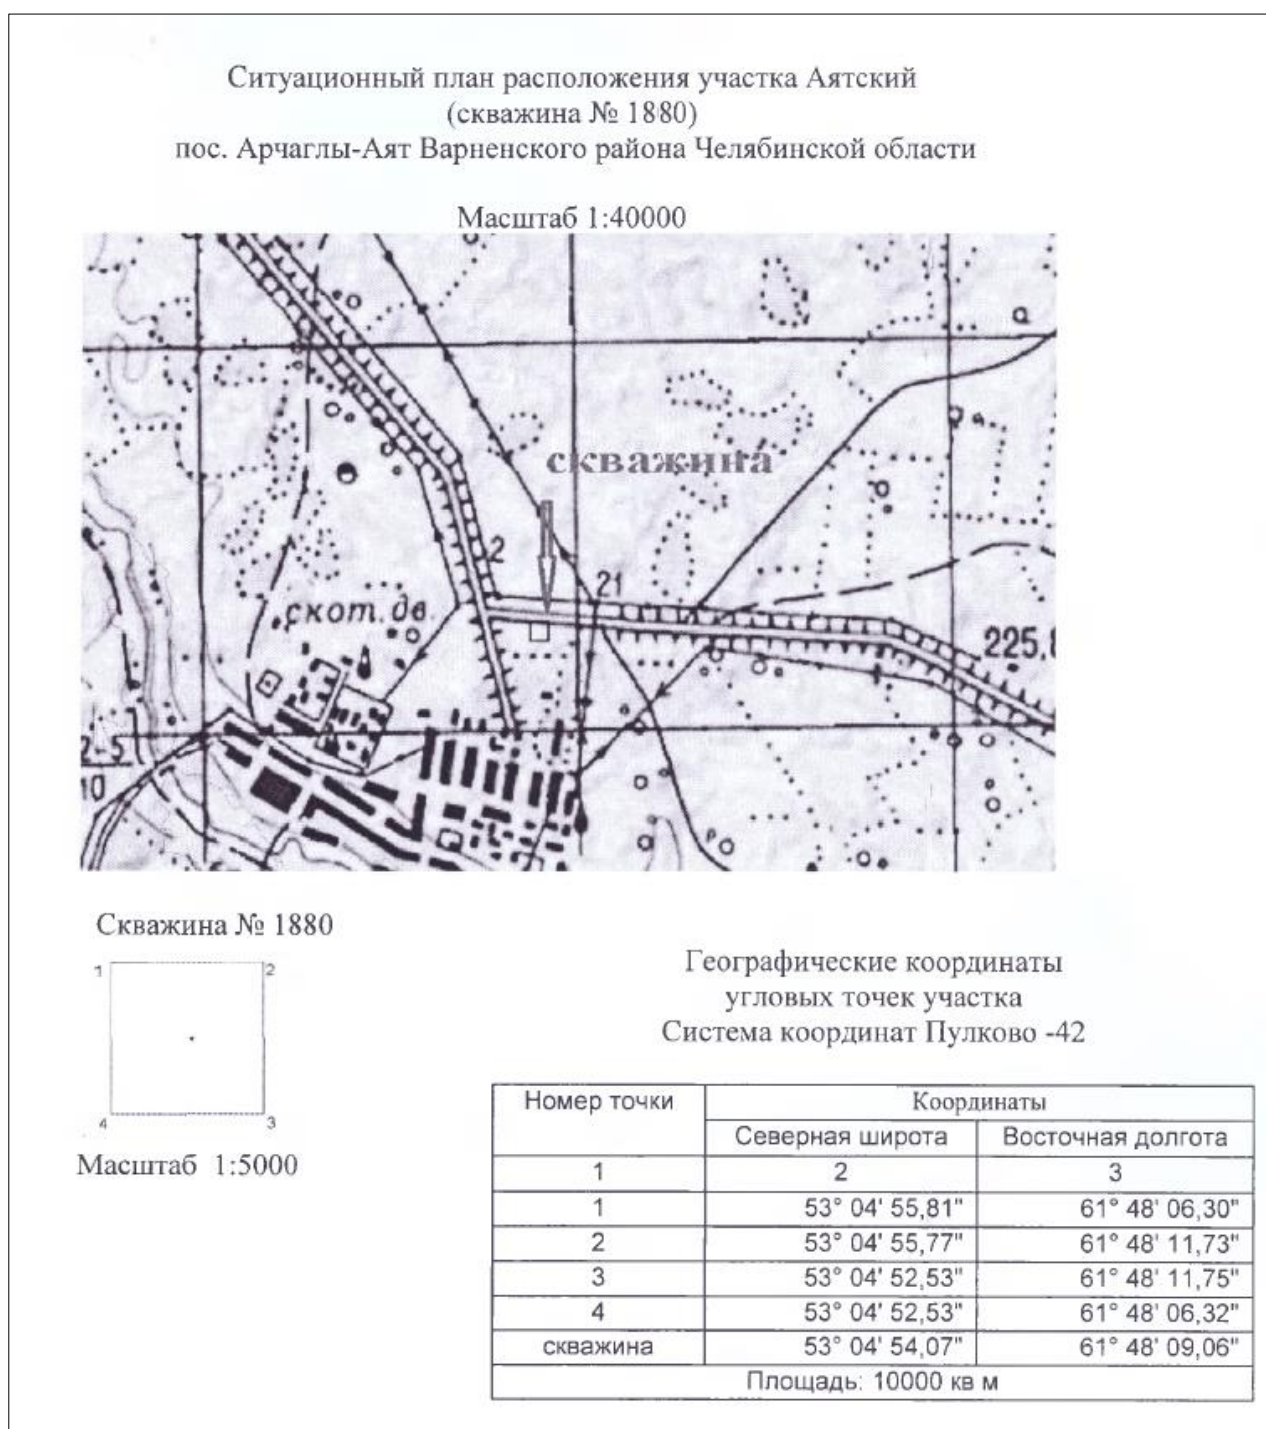 Ситуационный план расположения участка Аятский
(скважина № 1880)
пос. Арчаглы-Аят Варненского района Челябинской области
Масштаб 1:40000
скважина
2
21
скот. дв.
225.8
2-5
10
Скважина № 1880
1
2
4
3
Масштаб 1:5000
Географические координаты
угловых точек участка
Система координат Пулково -42
Номер точки Координаты
Северная широта Восточная долгота
1 2 3
1 53° 04' 55,81" 61° 48' 06,30"
2 53° 04' 55,77" 61° 48' 11,73"
3 53° 04' 52,53" 61° 48' 11,75"
4 53° 04' 52,53" 61° 48' 06,32"
скважина 53° 04' 54,07" 61° 48' 09,06"
Площадь: 10000 кв м